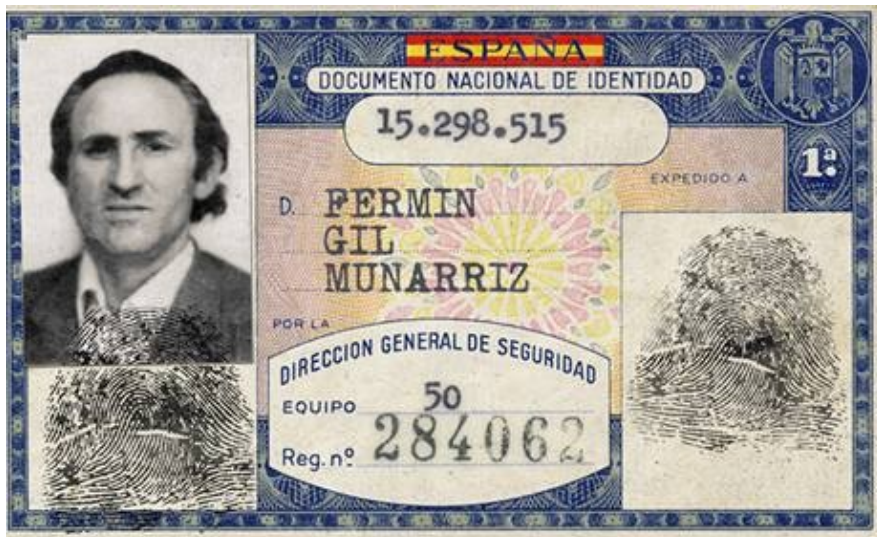 ESPAÑA
DOCUMENTO NACIONAL DE IDENTIDAD
15.298.515
EXPEDIDO A
1ª
D. FERMIN
GIL
MUNARRIZ
POR LA
DIRECCION GENERAL DE SEGURIDAD
EQUIPO 50
Reg. nº 284062